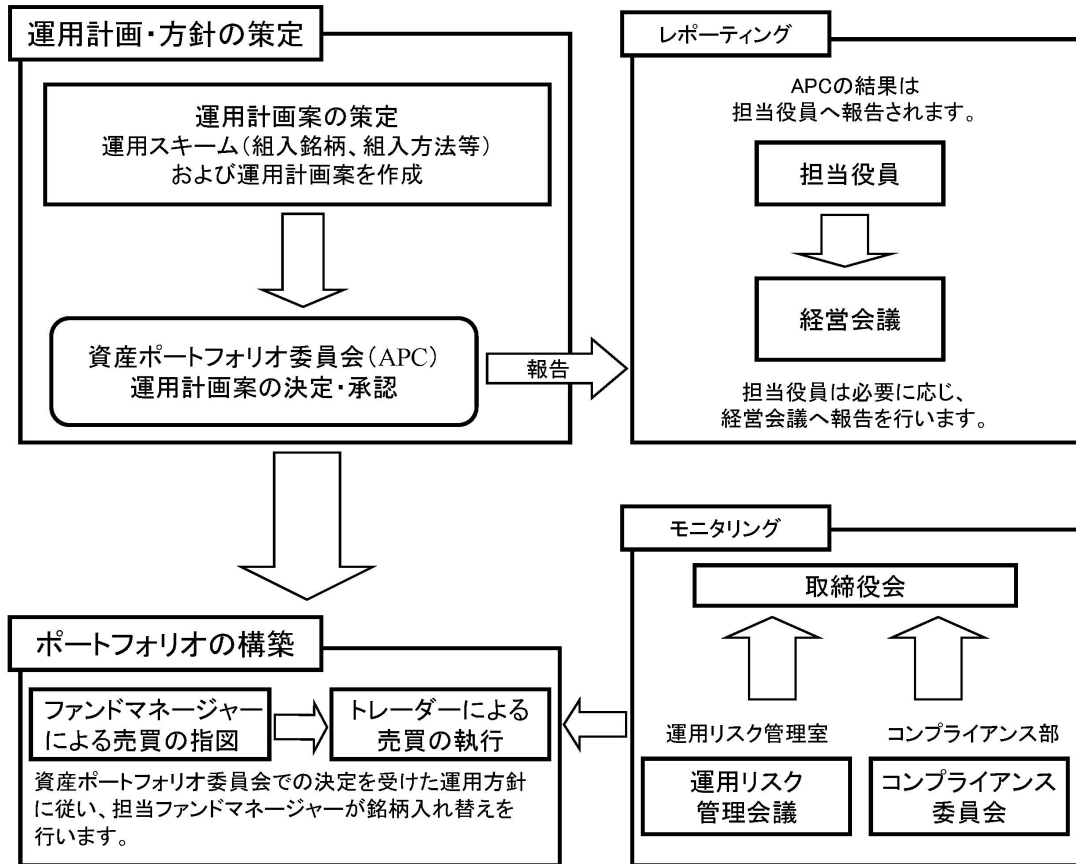 運用計画・方針の策定
運用計画案の策定
運用スキーム（組入銘柄、組入方法等）
および運用計画案を作成
資産ポートフォリオ委員会（APC）
運用計画案の決定・承認
報告
レポーティング
APCの結果は
担当役員へ報告されます。
担当役員
経営会議
担当役員は必要に応じ、
経営会議へ報告を行います。
ポートフォリオの構築
ファンドマネージャー
による売買の指図
トレーダーによる
売買の執行
資産ポートフォリオ委員会での決定を受けた運用方針
に従い、担当ファンドマネージャーが銘柄入れ替えを
行います。
モニタリング
取締役会
運用リスク管理室
運用リスク
管理会議
コンプライアンス部
コンプライアンス
委員会